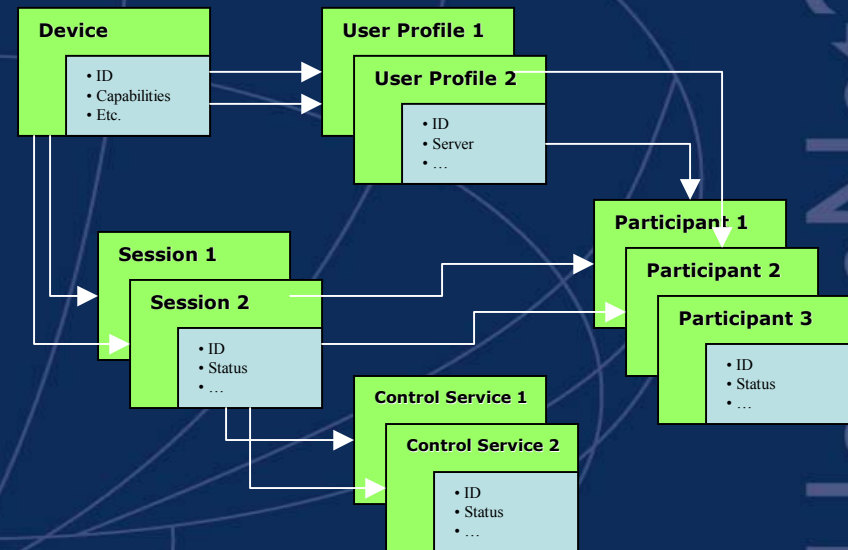 Device
• ID
• Capabilities
• Etc.
User Profile 1
User Profile 2
• ID
• Server
• …
Participant 1
Participant 2
Participant 3
• ID
• Status
• …
Session 1
Session 2
• ID
• Status
• …
Control Service 1
Control Service 2
• ID
• Status
• …